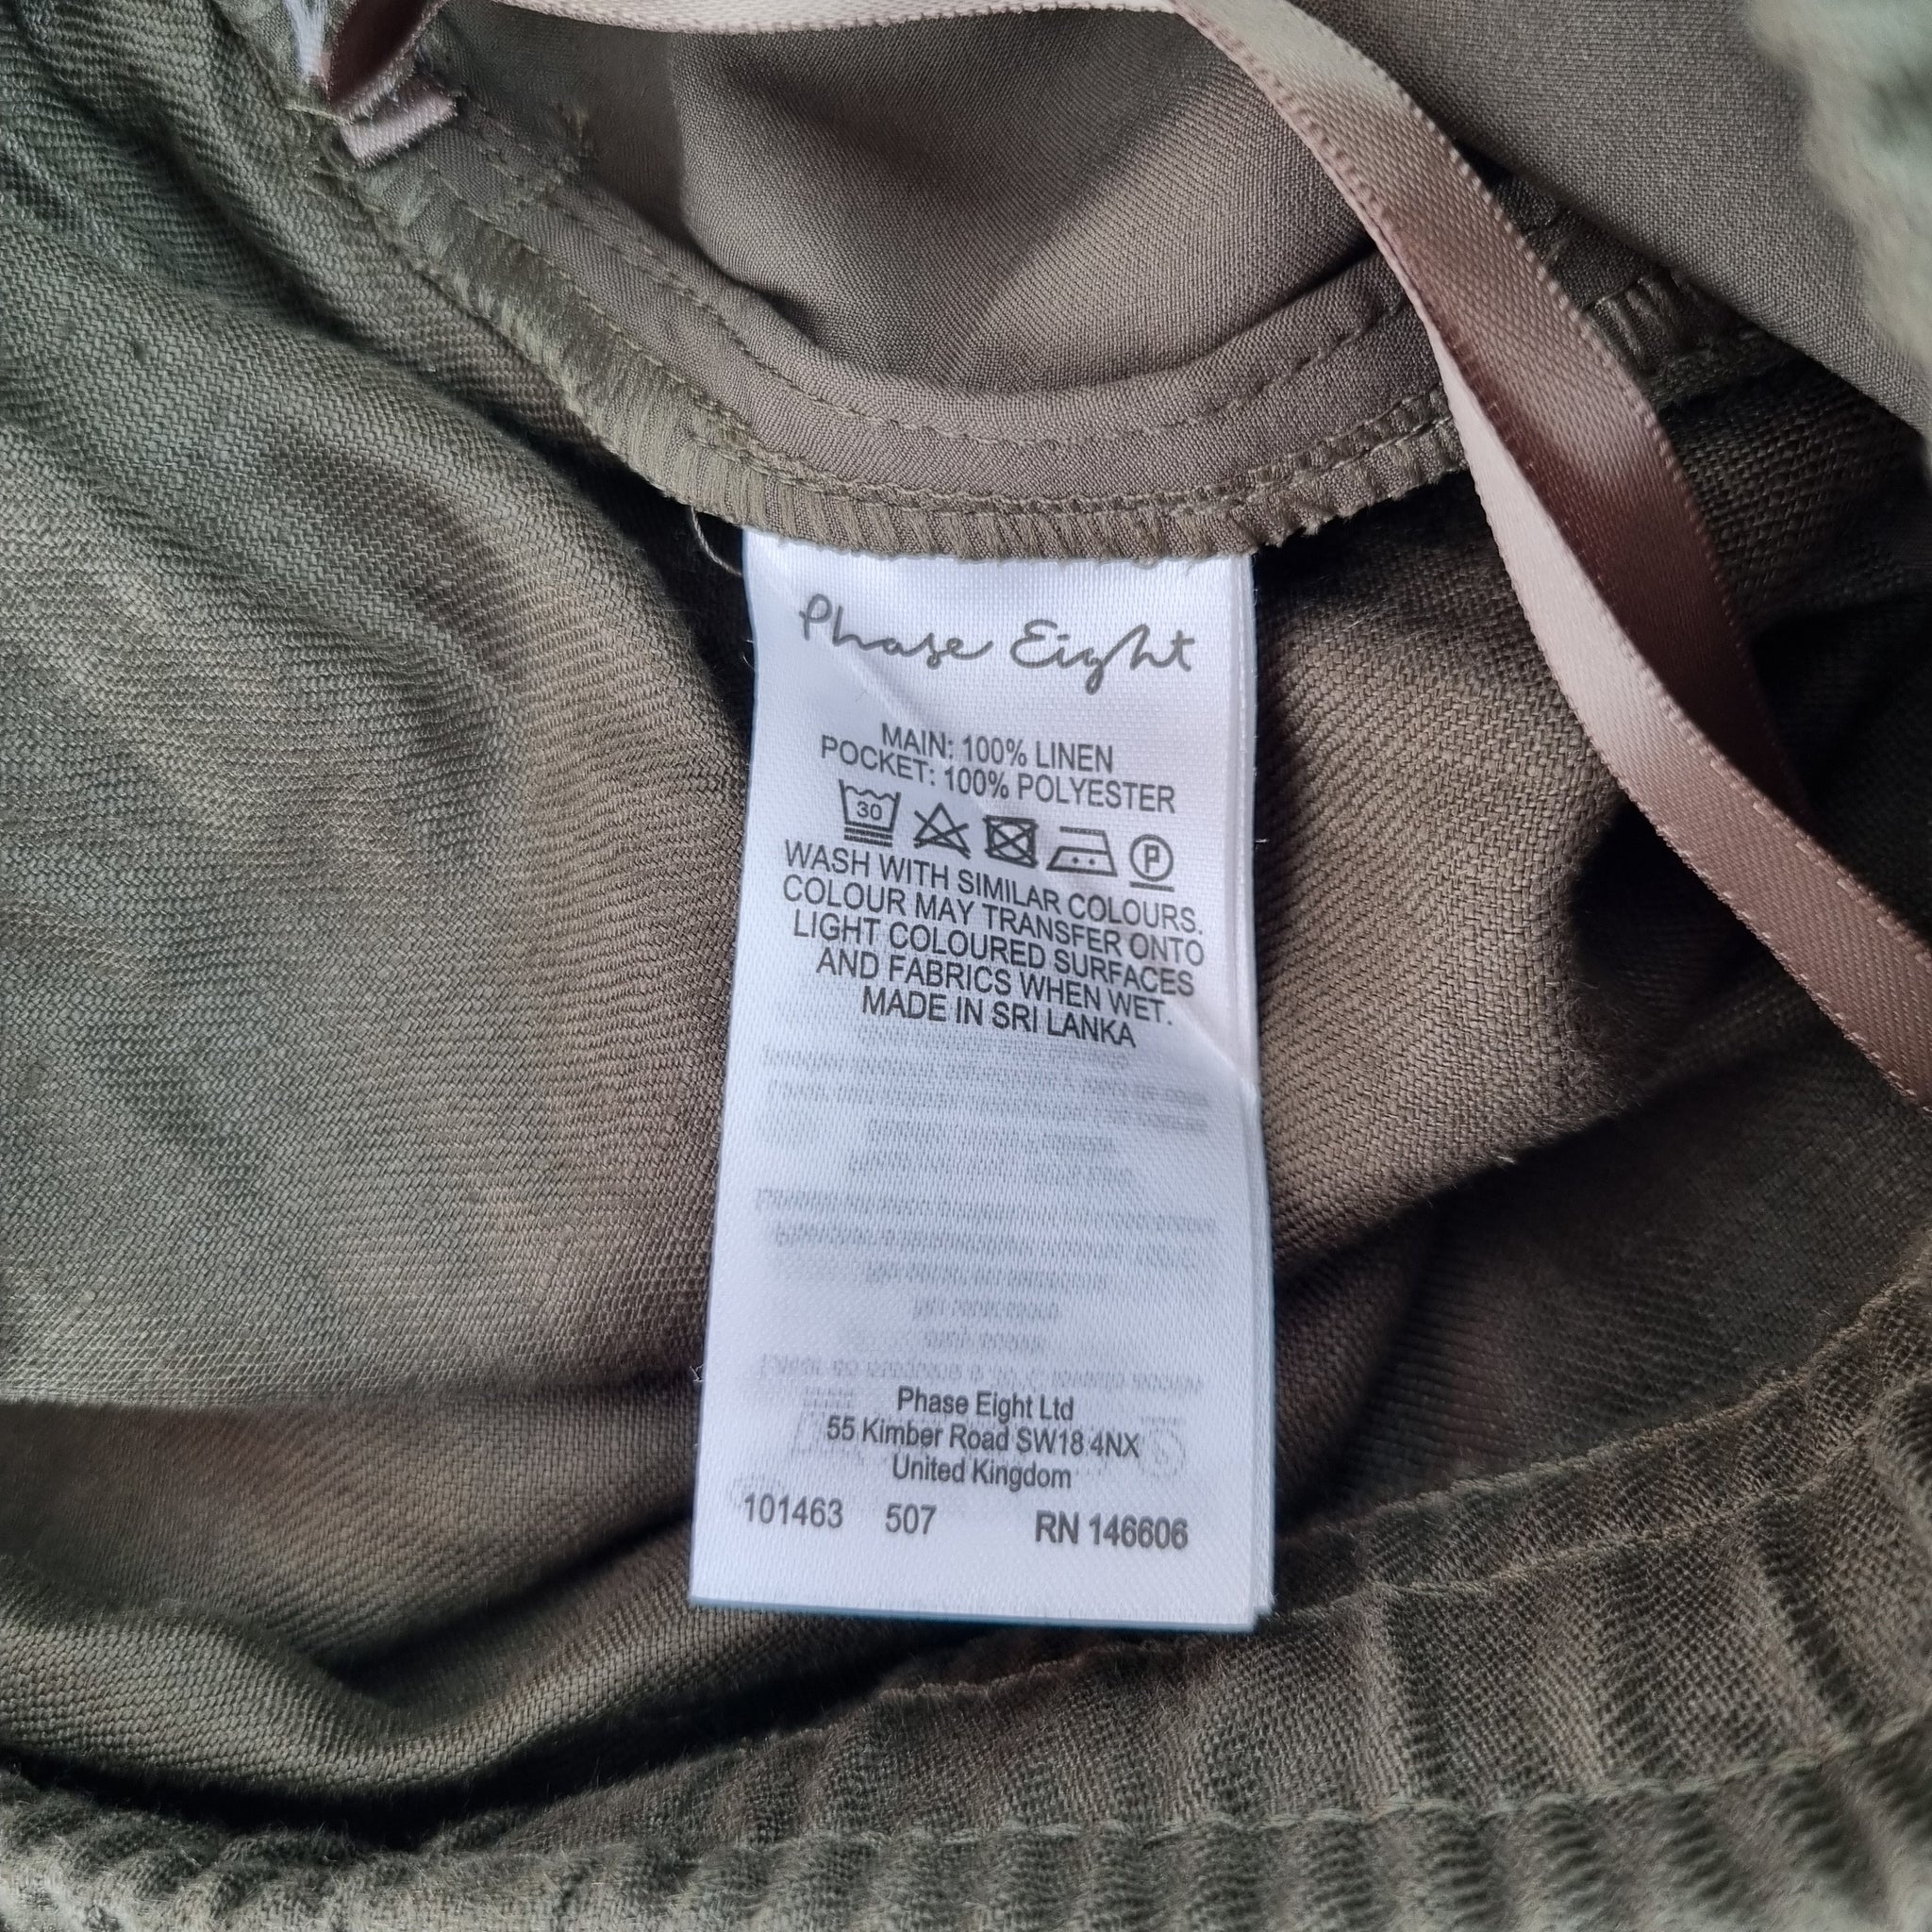 Phase Eight
MAIN: 100% LINEN
POCKET: 100% POLYESTER
30
P
WASH WITH SIMILAR COLOURS.
COLOUR MAY TRANSFER ONTO
LIGHT COLOURED SURFACES
AND FABRICS WHEN WET.
MADE IN SRI LANKA
Phase Eight Ltd
55 Kimber Road SW18 4NX
United Kingdom
101463 507 RN 146606